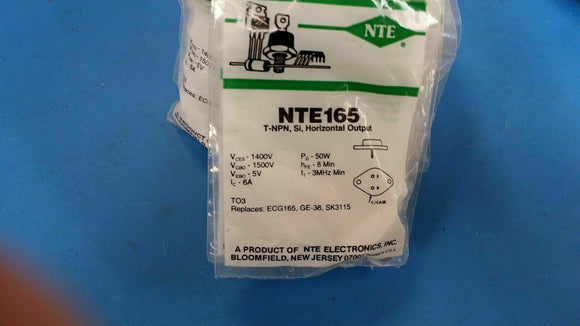 NTE
NTE165
T-NPN, Si, Horizontal Output
VCES - 1400V PD - 50W
VCBO - 1500V hFE - 8 Min
VEBO - 5V fT - 3MHz Min
IC - 6A
C/CASE
TO3
Replaces: ECG165, GE-38, SK3115
A PRODUCT OF NTE ELECTRONICS, INC.
BLOOMFIELD, NEW JERSEY